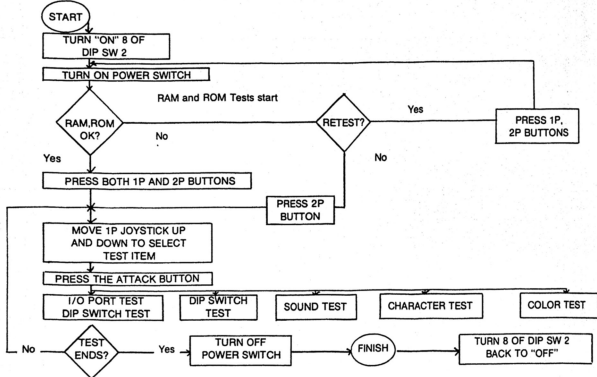 START
TURN "ON" 8 OF
DIP SW 2
TURN ON POWER SWITCH
RAM and ROM Tests start
RAM,ROM
OK?
No
RETEST?
Yes
PRESS 1P,
2P BUTTONS
Yes
No
PRESS BOTH 1P AND 2P BUTTONS
PRESS 2P
BUTTON
MOVE 1P JOYSTICK UP
AND DOWN TO SELECT
TEST ITEM
PRESS THE ATTACK BUTTON
I/O PORT TEST
DIP SWITCH TEST
DIP SWITCH
TEST
SOUND TEST
CHARACTER TEST
COLOR TEST
No
TEST
ENDS?
Yes
TURN OFF
POWER SWITCH
FINISH
TURN 8 OF DIP SW 2
BACK TO "OFF"